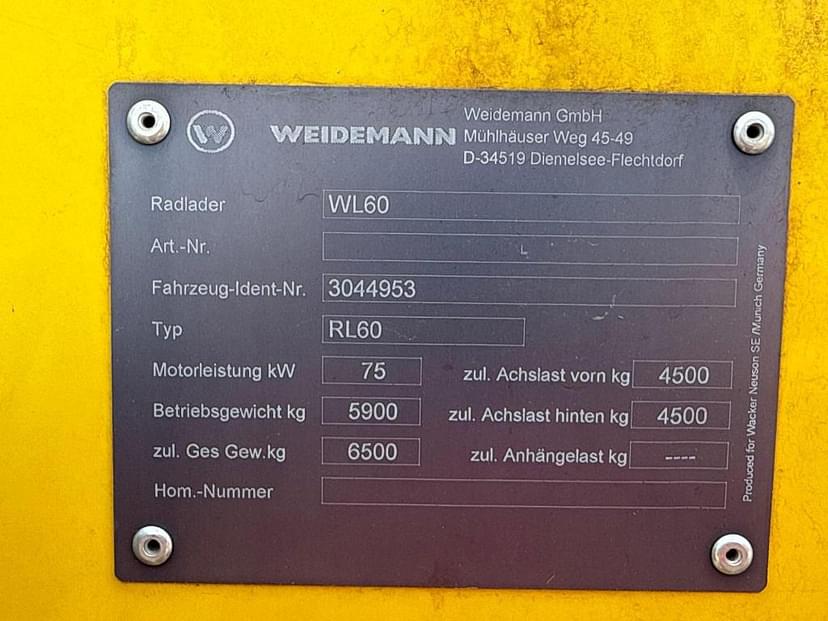 W WEIDEMANN
Weidemann GmbH
Mühlhäuser Weg 45-49
D-34519 Diemelsee-Flechtdorf
Radlader WL60
Art.-Nr.
Fahrzeug-Ident-Nr. 3044953
Typ RL60
Motorleistung kW 75 zul. Achslast vorn kg 4500
Betriebsgewicht kg 5900 zul. Achslast hinten kg 4500
zul. Ges Gew.kg 6500 zul. Anhängelast kg ----
Hom.-Nummer
Produced for Wacker Neuson SE /Munich Germany